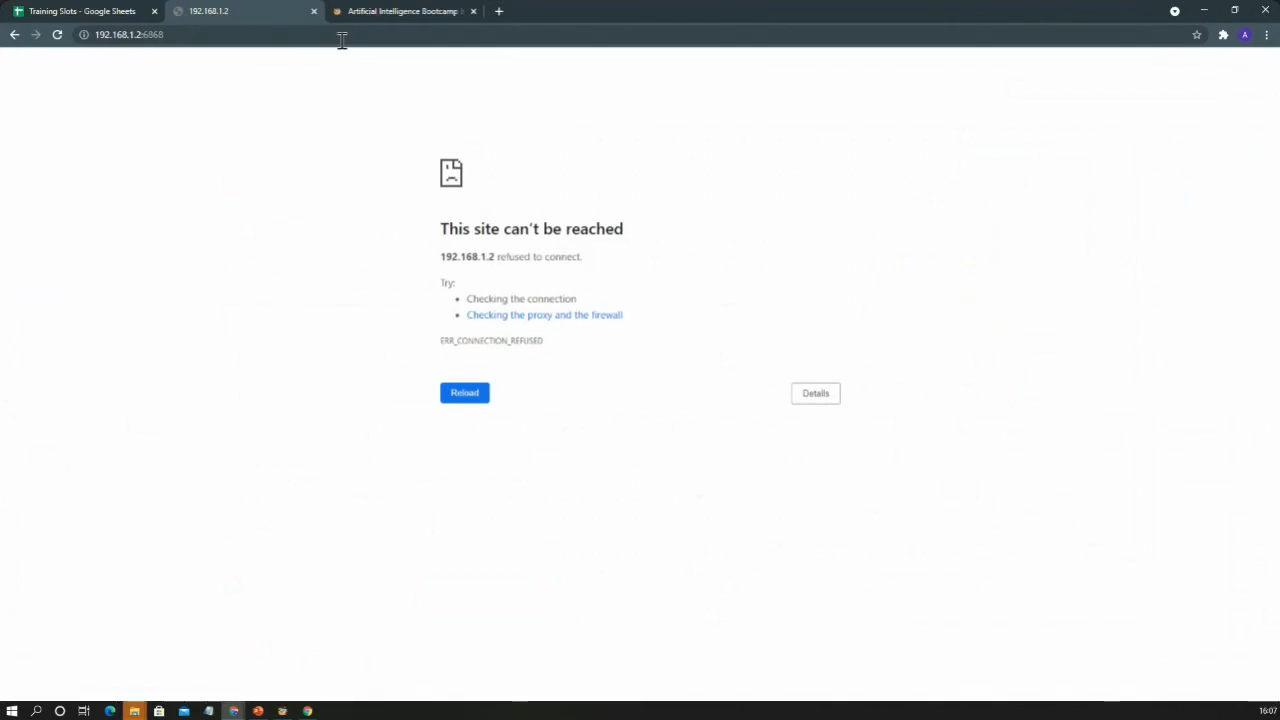 Training Slots - Google Sheets
192.168.1.2
Artificial Intelligence Bootcamp
192.168.1.2:6868
A
This site can't be reached
192.168.1.2 refused to connect.
Try:
• Checking the connection
• Checking the proxy and the firewall
ERR_CONNECTION_REFUSED
Reload
Details
16:07